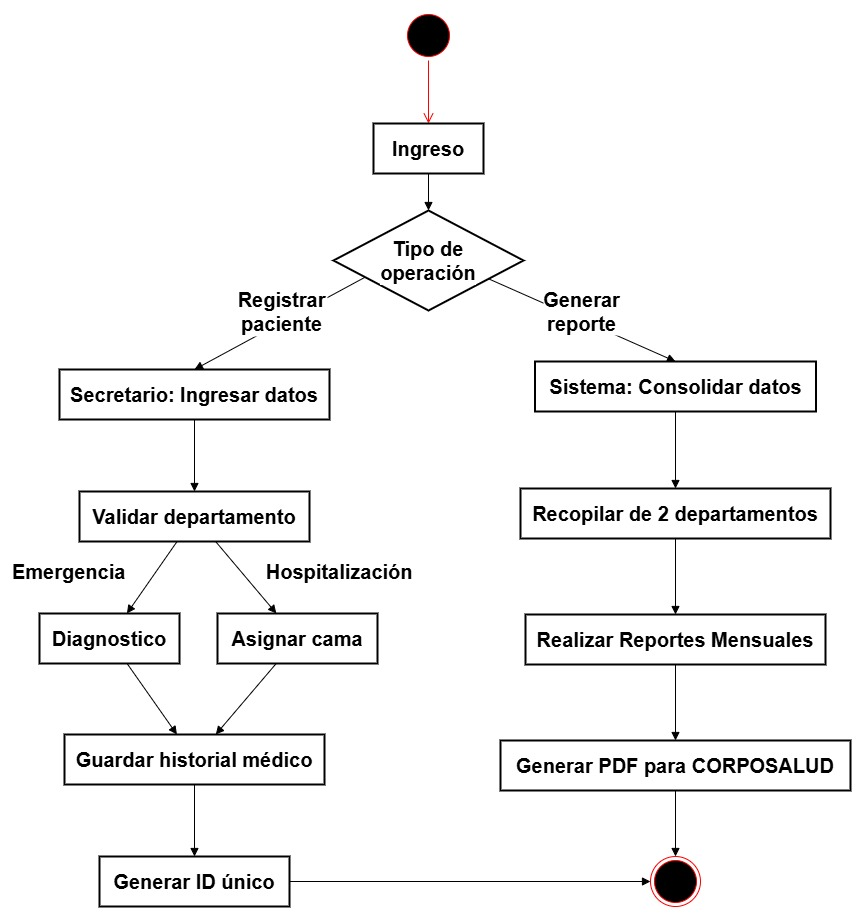 Ingreso
Tipo de
operación
Registrar
paciente
Generar
reporte
Secretario: Ingresar datos
Sistema: Consolidar datos
Validar departamento
Recopilar de 2 departamentos
Emergencia
Hospitalización
Diagnostico
Asignar cama
Realizar Reportes Mensuales
Guardar historial médico
Generar PDF para CORPOSALUD
Generar ID único